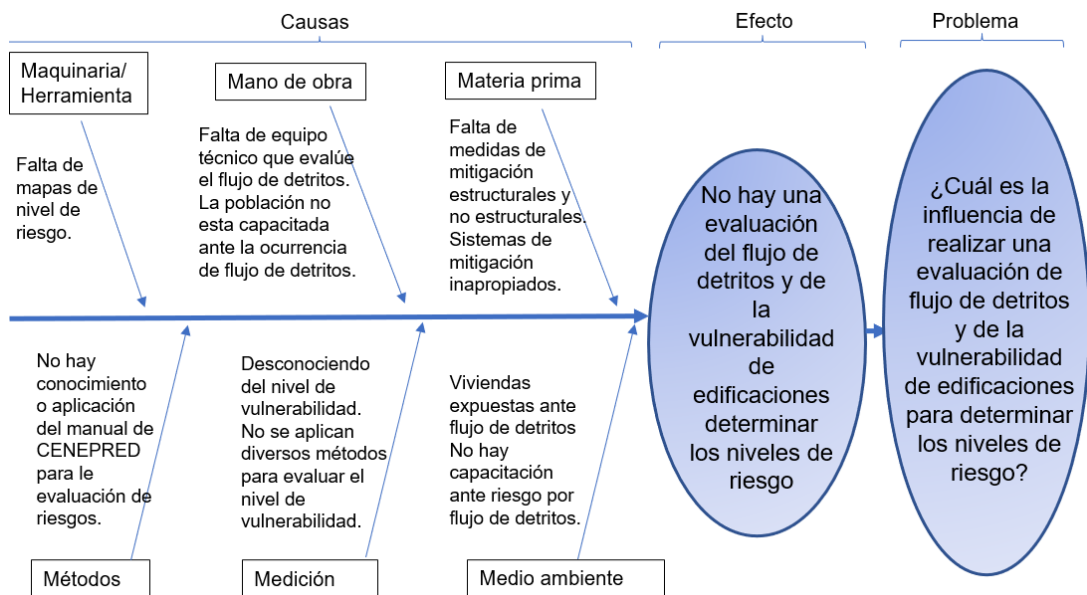 Causas
Efecto
Problema
Maquinaria/
Herramienta
Mano de obra
Materia prima
Falta de
mapas de
nivel de
riesgo.
Falta de equipo
técnico que evalúe
el flujo de detritos.
La población no
esta capacitada
ante la ocurrencia
de flujo de detritos.
Falta de
medidas de
mitigación
estructurales y
no estructurales.
Sistemas de
mitigación
inapropiados.
No hay
conocimiento
o aplicación
del manual de
CENEPRED
para le
evaluación de
riesgos.
Desconociendo
del nivel de
vulnerabilidad.
No se aplican
diversos métodos
para evaluar el
nivel de
vulnerabilidad.
Viviendas
expuestas ante
flujo de detritos
No hay
capacitación
ante riesgo por
flujo de detritos.
Métodos
Medición
Medio ambiente
No hay una
evaluación
del flujo de
detritos y de
la
vulnerabilidad
de
edificaciones
determinar
los niveles de
riesgo
¿Cuál es la
influencia de
realizar una
evaluación de
flujo de detritos
y de la
vulnerabilidad
de edificaciones
para determinar
los niveles de
riesgo?